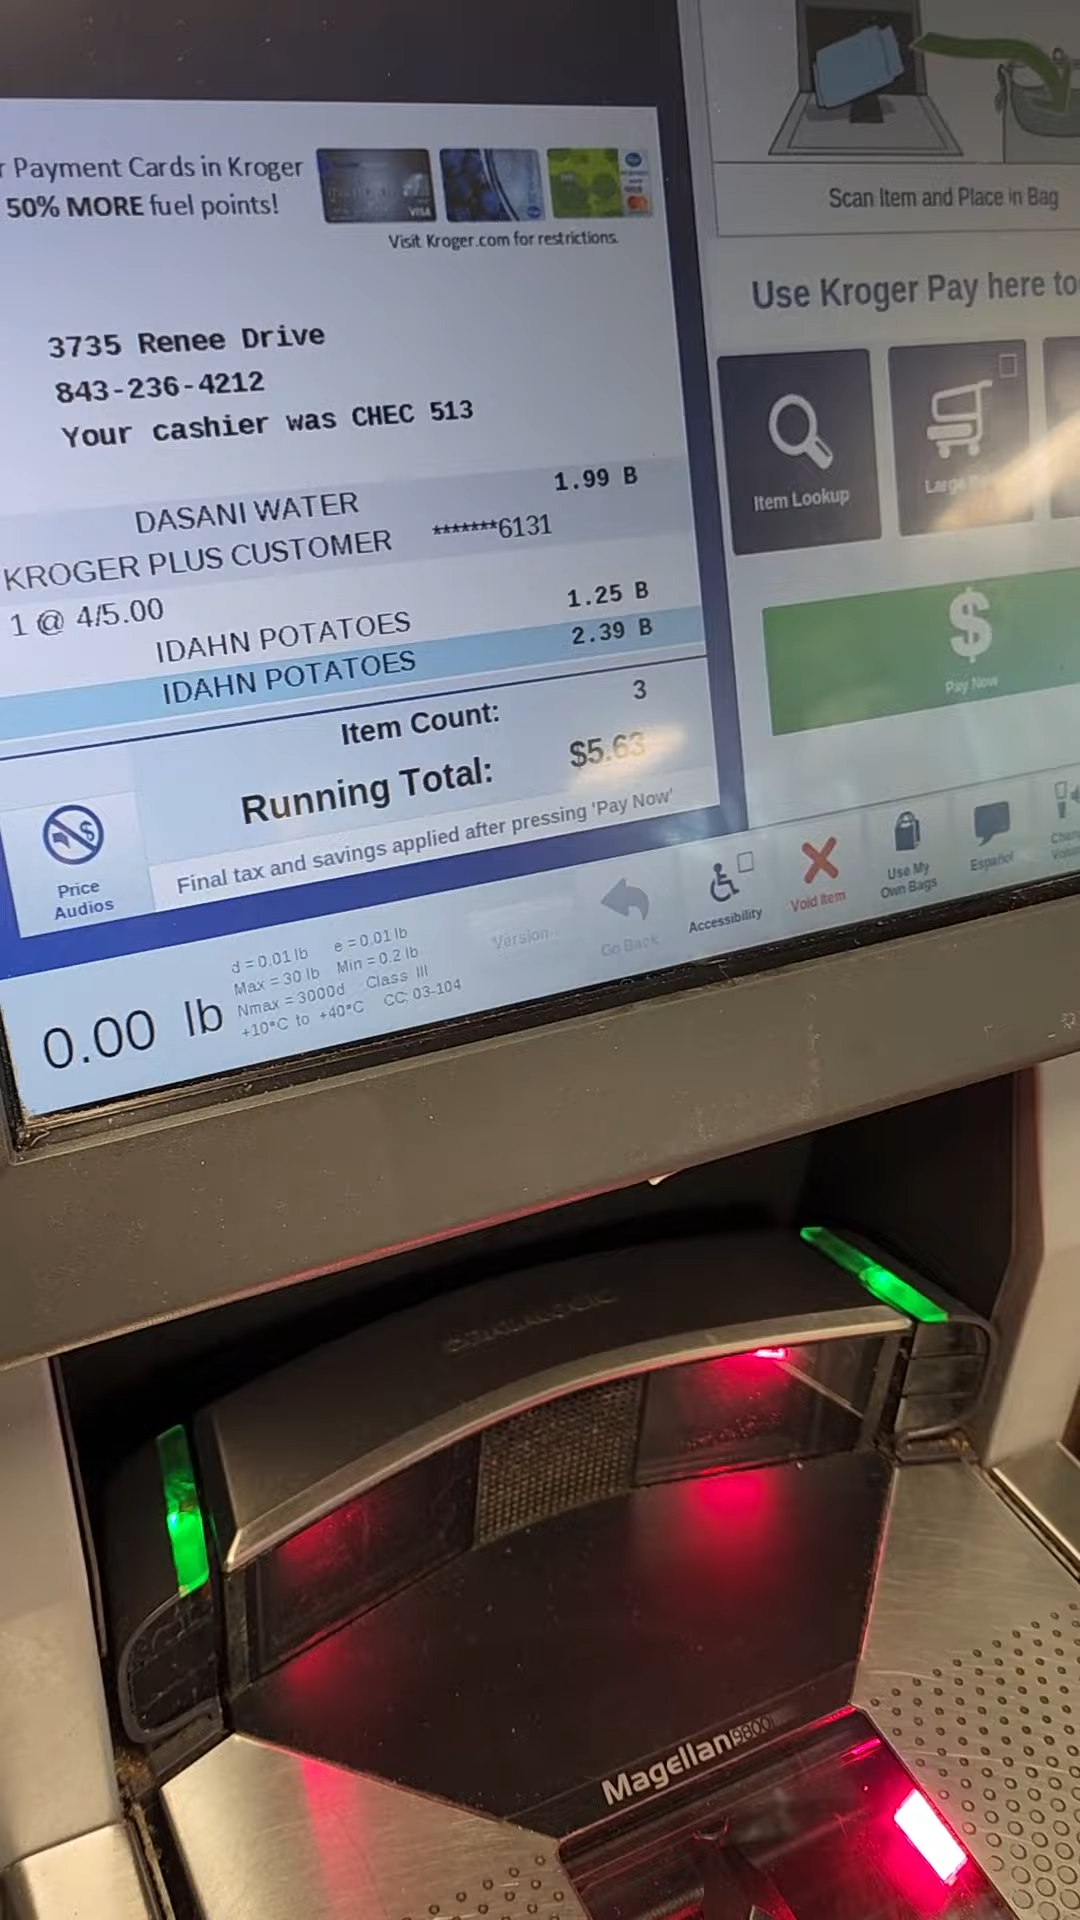 r Payment Cards in Kroger
50% MORE fuel points!
VISA
Visit Kroger.com for restrictions.
3735 Renee Drive
843-236-4212
Your cashier was CHEC 513
DASANI WATER 1.99 B
KROGER PLUS CUSTOMER *******6131
1 @ 4/5.00
IDAHN POTATOES 1.25 B
IDAHN POTATOES 2.39 B
Item Count: 3
Running Total: $5.63
Final tax and savings applied after pressing 'Pay Now'
Price
Audios
Scan Item and Place in Bag
Use Kroger Pay here to
Item Lookup
Pay Now
Version..
Go Back
Accessibility
Void Item
Use My
Own Bags
Español
0.00 lb
d = 0.01 lb e = 0.01 lb
Max = 30 lb Min = 0.2 lb
Nmax = 3000d Class III
+10°C to +40°C CC: 03-104
DATALOGIC
Magellan 9800i